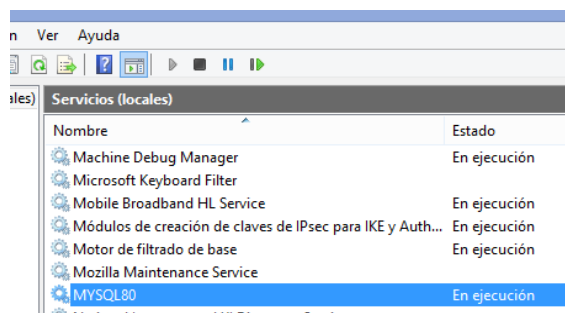 n Ver Ayuda
ales)
Servicios (locales)
Nombre Estado
Machine Debug Manager En ejecución
Microsoft Keyboard Filter
Mobile Broadband HL Service En ejecución
Módulos de creación de claves de IPsec para IKE y Auth... En ejecución
Motor de filtrado de base En ejecución
Mozilla Maintenance Service
MYSQL80 En ejecución